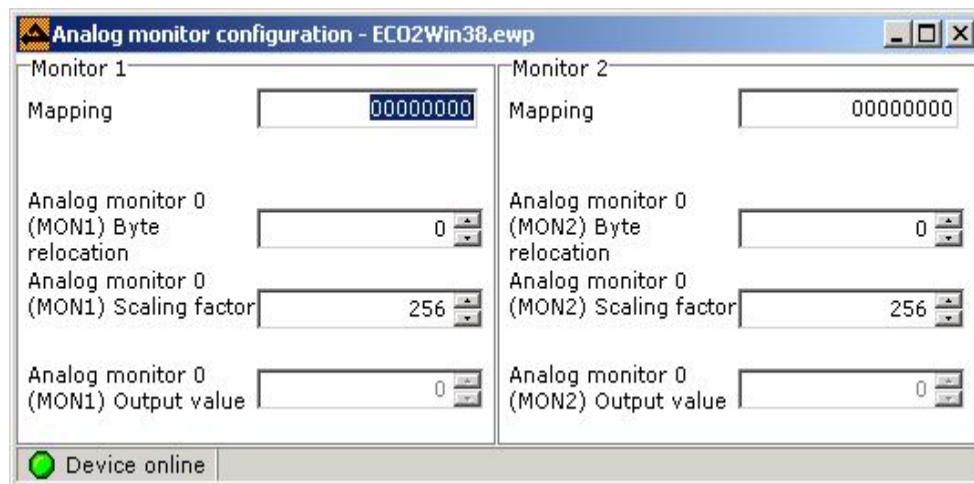 Analog monitor configuration - ECO2Win38.ewp
Monitor 1
Mapping
00000000
Analog monitor 0
(MON1) Byte
relocation
0
Analog monitor 0
(MON1) Scaling factor
256
Analog monitor 0
(MON1) Output value
0
Monitor 2
Mapping
00000000
Analog monitor 0
(MON2) Byte
relocation
0
Analog monitor 0
(MON2) Scaling factor
256
Analog monitor 0
(MON2) Output value
0
Device online